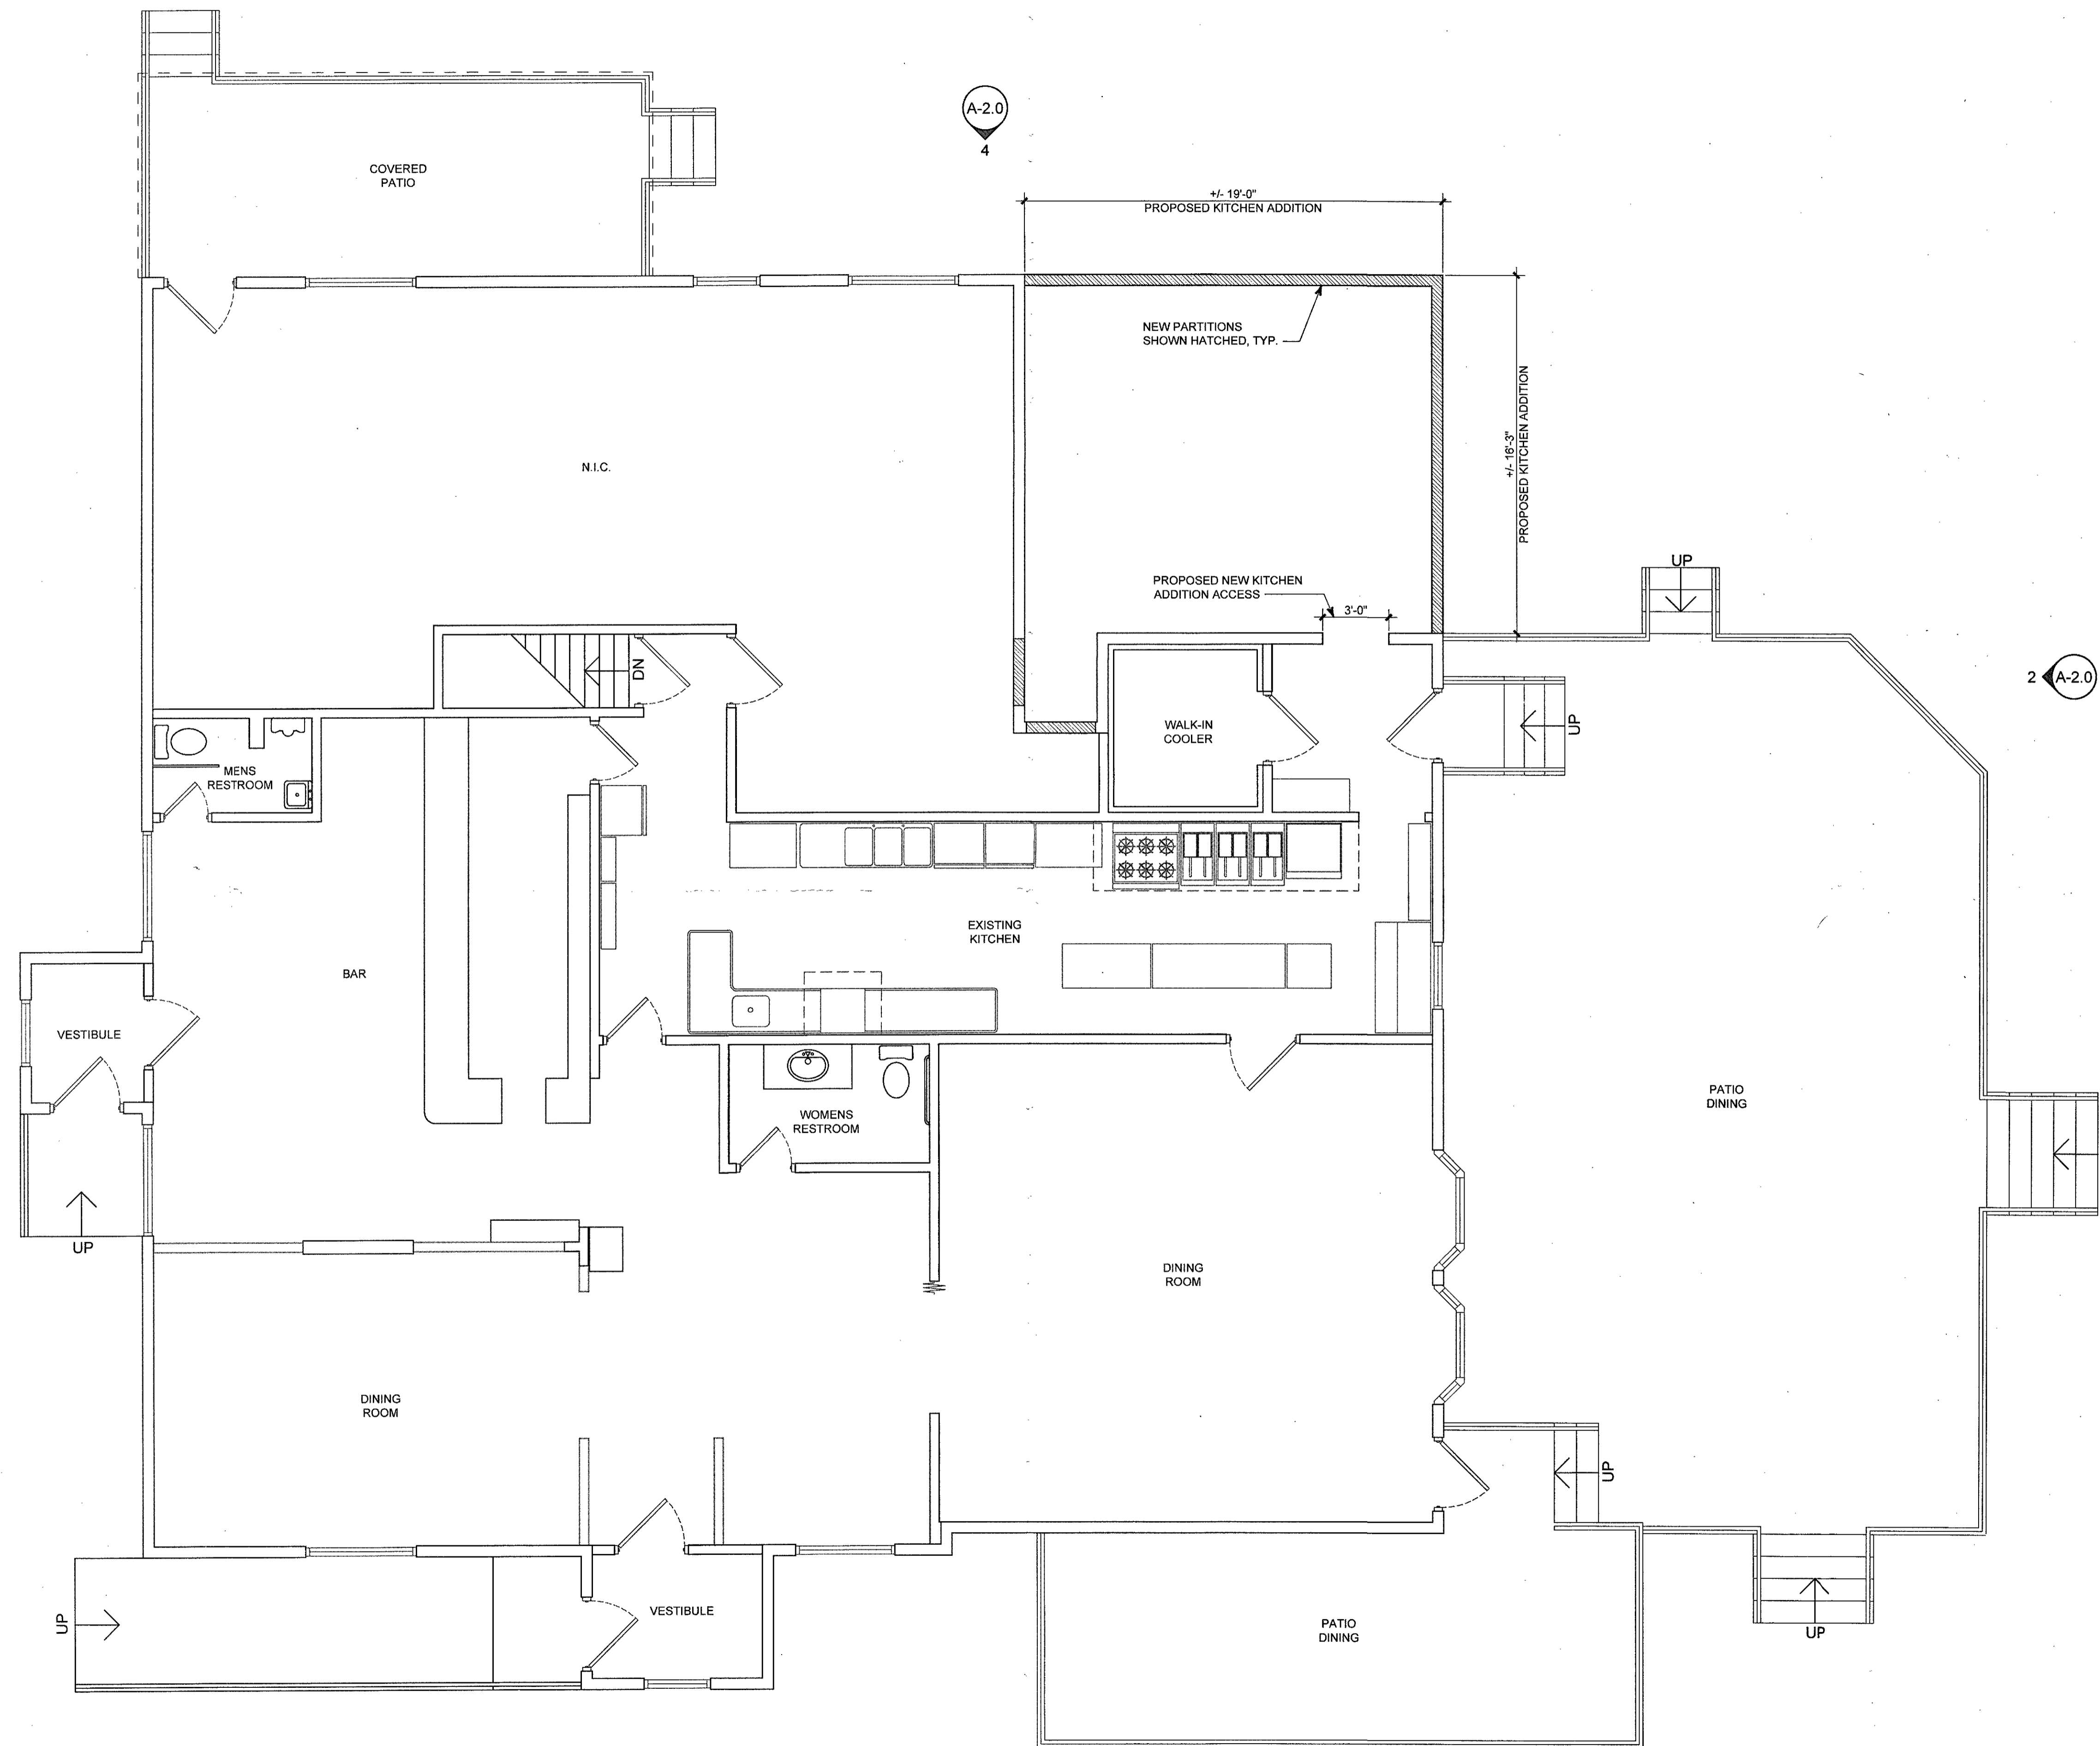 A-2.0
4
COVERED
PATIO
+/- 19'-0"
PROPOSED KITCHEN ADDITION
NEW PARTITIONS
SHOWN HATCHED, TYP.
+/- 16'-3"
PROPOSED KITCHEN ADDITION
N.I.C.
UP
PROPOSED NEW KITCHEN
ADDITION ACCESS
3'-0"
DN
2
A-2.0
UP
WALK-IN
COOLER
MENS
RESTROOM
EXISTING
KITCHEN
BAR
VESTIBULE
PATIO
DINING
WOMENS
RESTROOM
UP
DINING
ROOM
DINING
ROOM
UP
VESTIBULE
UP
PATIO
DINING
UP